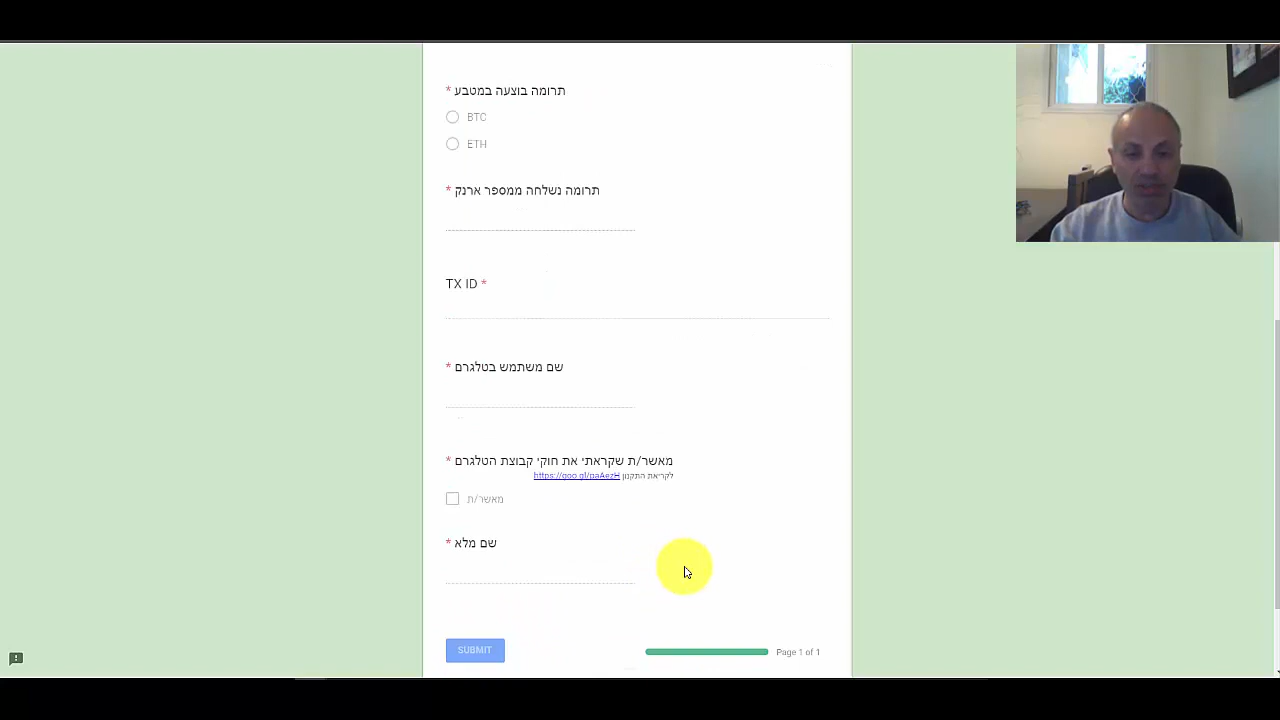 תרומה בוצעה במטבע *
BTC
ETH
תרומה נשלחה ממספר ארנק *
TX ID *
שם משתמש בטלגרם *
מאשר/ת שקראתי את חוקי קבוצת הטלגרם *
לקריאת התקנון https://goo.gl/paAezH
מאשר/ת
שם מלא *
SUBMIT
Page 1 of 1